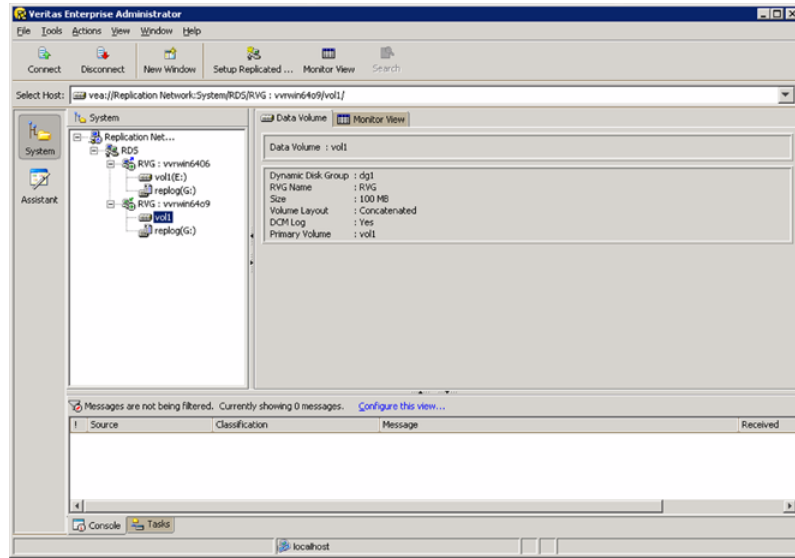 Veritas Enterprise Administrator
File Tools Actions View Window Help
Connect Disconnect New Window Setup Replicated ... Monitor View Search
Select Host: vea://Replication Network:System/RDS/RVG : vvrwin64o9/vol1/
System
Assistant
System
Replication Net...
RDS
RVG : vvrwin6406
vol1(E:)
replog(G:)
RVG : vvrwin64o9
vol1
replog(G:)
Data Volume Monitor View
Data Volume : vol1
Dynamic Disk Group : dg1
RVG Name : RVG
Size : 100 MB
Volume Layout : Concatenated
DCM Log : Yes
Primary Volume : vol1
Messages are not being filtered. Currently showing 0 messages. Configure this view...
! Source Classification Message Received
Console Tasks
localhost